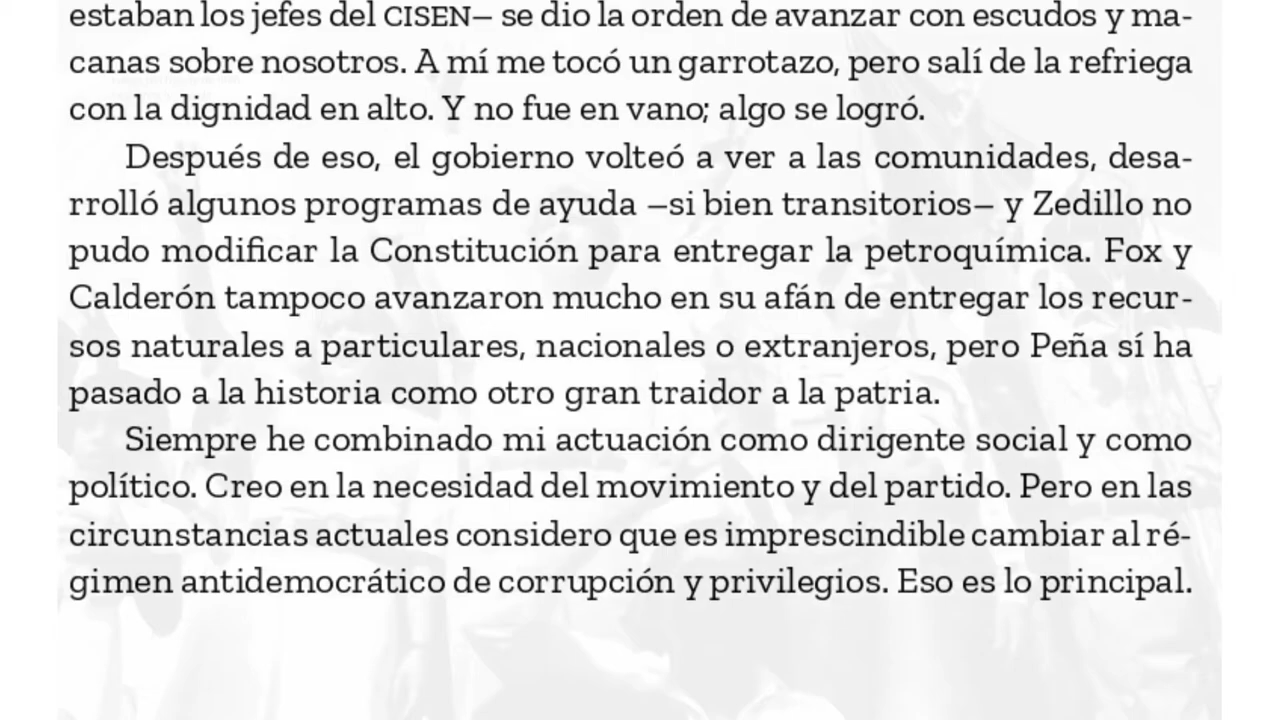 estaban los jefes del CISEN– se dio la orden de avanzar con escudos y ma-
canas sobre nosotros. A mí me tocó un garrotazo, pero salí de la refriega
con la dignidad en alto. Y no fue en vano; algo se logró.
Después de eso, el gobierno volteó a ver a las comunidades, desa-
rrolló algunos programas de ayuda –si bien transitorios– y Zedillo no
pudo modificar la Constitución para entregar la petroquímica. Fox y
Calderón tampoco avanzaron mucho en su afán de entregar los recur-
sos naturales a particulares, nacionales o extranjeros, pero Peña sí ha
pasado a la historia como otro gran traidor a la patria.
Siempre he combinado mi actuación como dirigente social y como
político. Creo en la necesidad del movimiento y del partido. Pero en las
circunstancias actuales considero que es imprescindible cambiar al ré-
gimen antidemocrático de corrupción y privilegios. Eso es lo principal.